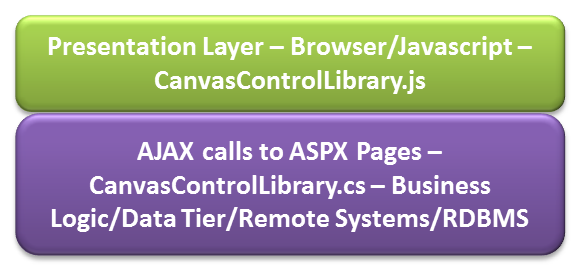 Presentation Layer – Browser/Javascript –
CanvasControlLibrary.js
AJAX calls to ASPX Pages –
CanvasControlLibrary.cs – Business
Logic/Data Tier/Remote Systems/RDBMS